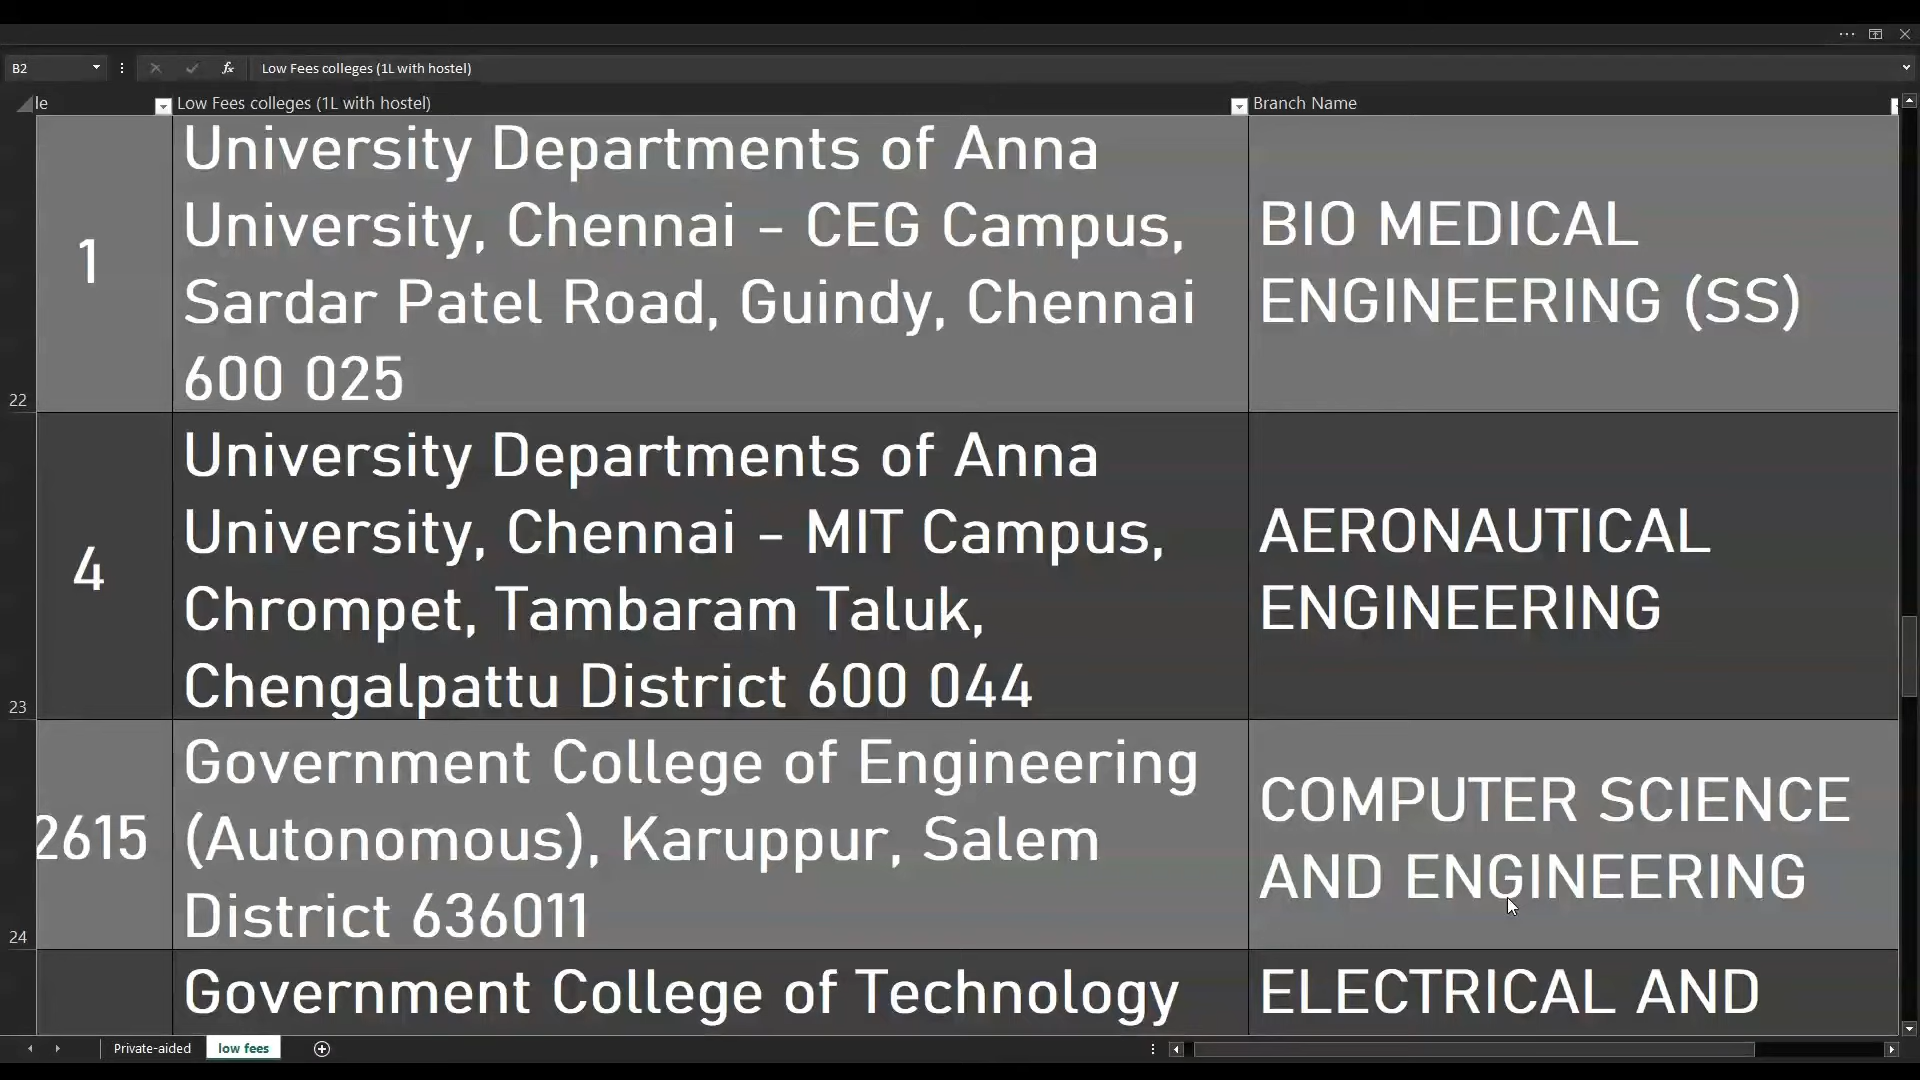 B2
fx
Low Fees colleges (1L with hostel)
le
Low Fees colleges (1L with hostel)
Branch Name
22
1
University Departments of Anna
University, Chennai – CEG Campus,
Sardar Patel Road, Guindy, Chennai
600 025
BIO MEDICAL
ENGINEERING (SS)
23
4
University Departments of Anna
University, Chennai – MIT Campus,
Chrompet, Tambaram Taluk,
Chengalpattu District 600 044
AERONAUTICAL
ENGINEERING
24
2615
Government College of Engineering
(Autonomous), Karuppur, Salem
District 636011
COMPUTER SCIENCE
AND ENGINEERING
Government College of Technology
ELECTRICAL AND
Private-aided
low fees